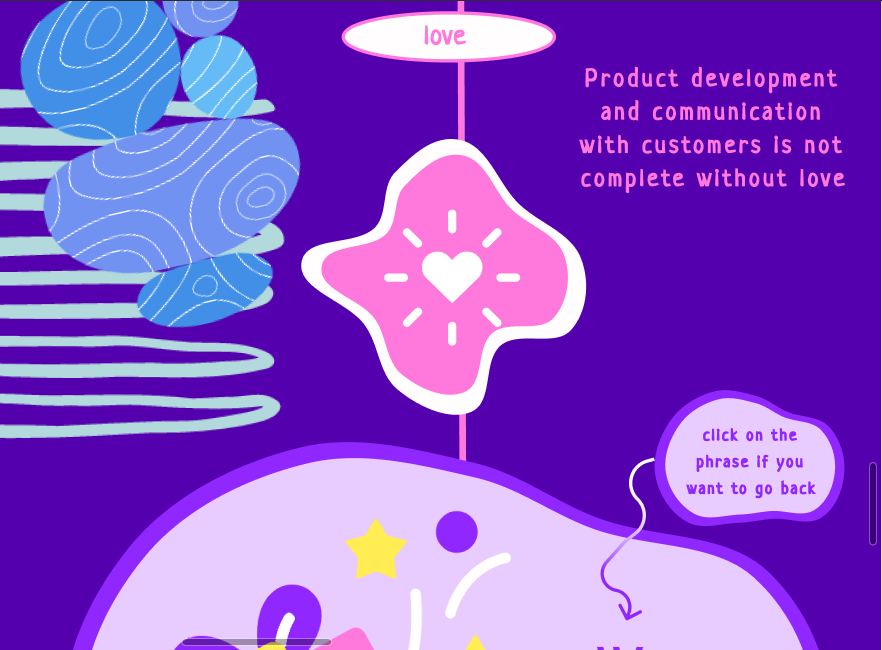 love
Product development
and communication
with customers is not
complete without love
click on the
phrase if you
want to go back